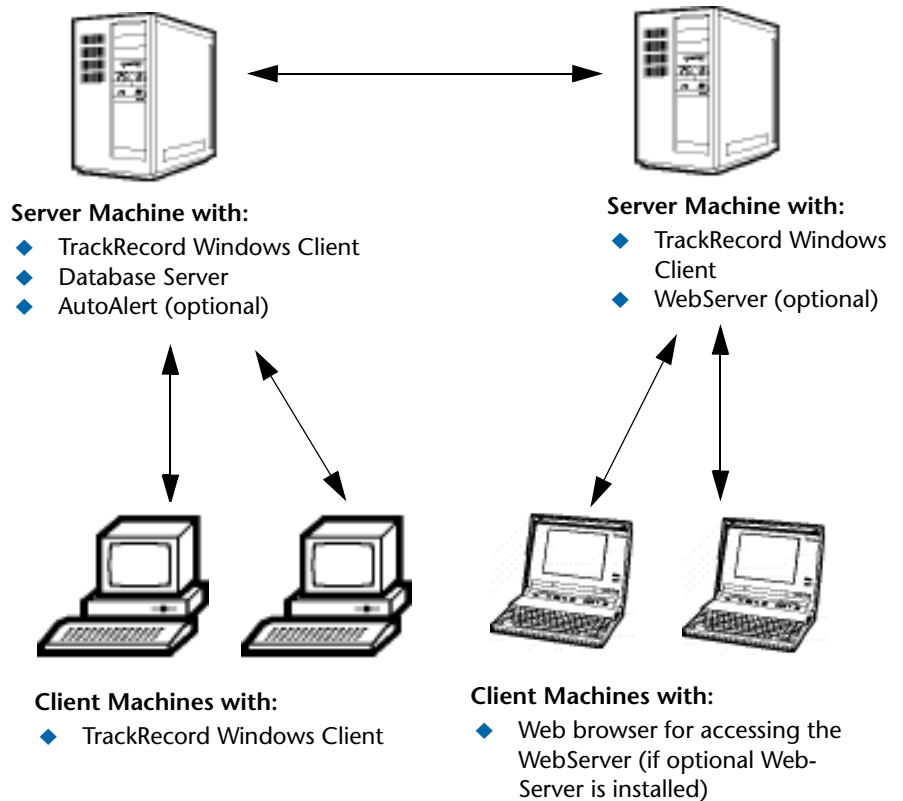 Server Machine with:
◆ TrackRecord Windows Client
◆ Database Server
◆ AutoAlert (optional)
Server Machine with:
◆ TrackRecord Windows
Client
◆ WebServer (optional)
Client Machines with:
◆ TrackRecord Windows Client
Client Machines with:
◆ Web browser for accessing the
WebServer (if optional Web-
Server is installed)